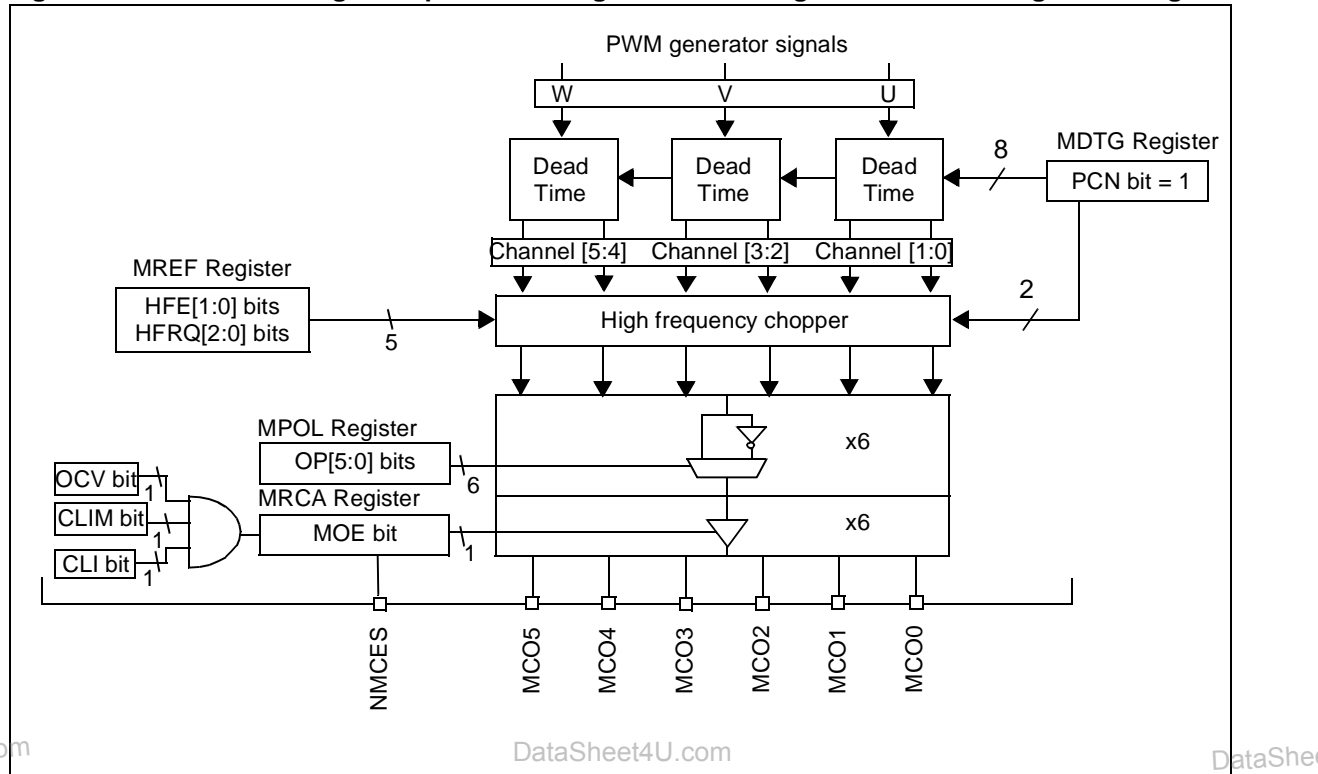 PWM generator signals
W V U
MDTG Register
8
PCN bit = 1
Dead Time
Dead Time
Dead Time
Channel [5:4] Channel [3:2] Channel [1:0]
MREF Register
HFE[1:0] bits
HFRQ[2:0] bits
5
High frequency chopper
2
MPOL Register
OP[5:0] bits
6
x6
OCV bit
1
CLIM bit
1
CLI bit
1
MRCA Register
MOE bit
1
x6
NMCES
MCO5
MCO4
MCO3
MCO2
MCO1
MCO0
om
DataSheet4U.com
DataShee